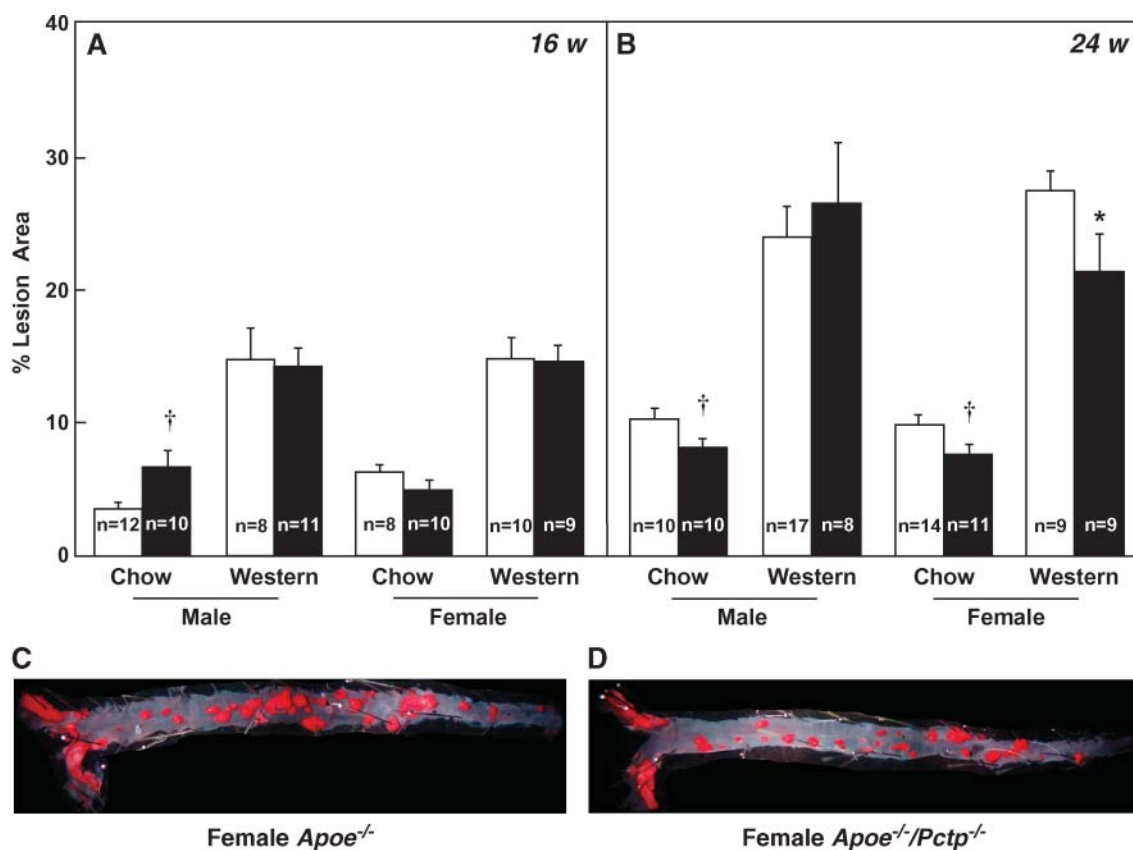 40
A
16 w
B
24 w
30
20
10
0
% Lesion Area
†
†
†
*
n=12 n=10 n=8 n=11 n=8 n=10 n=10 n=9 n=10 n=10 n=17 n=8 n=14 n=11 n=9 n=9
Chow Western Chow Western Chow Western Chow Western
Male Female Male Female
C
D
Female Apoe-/-
Female Apoe-/-/Pctp-/-